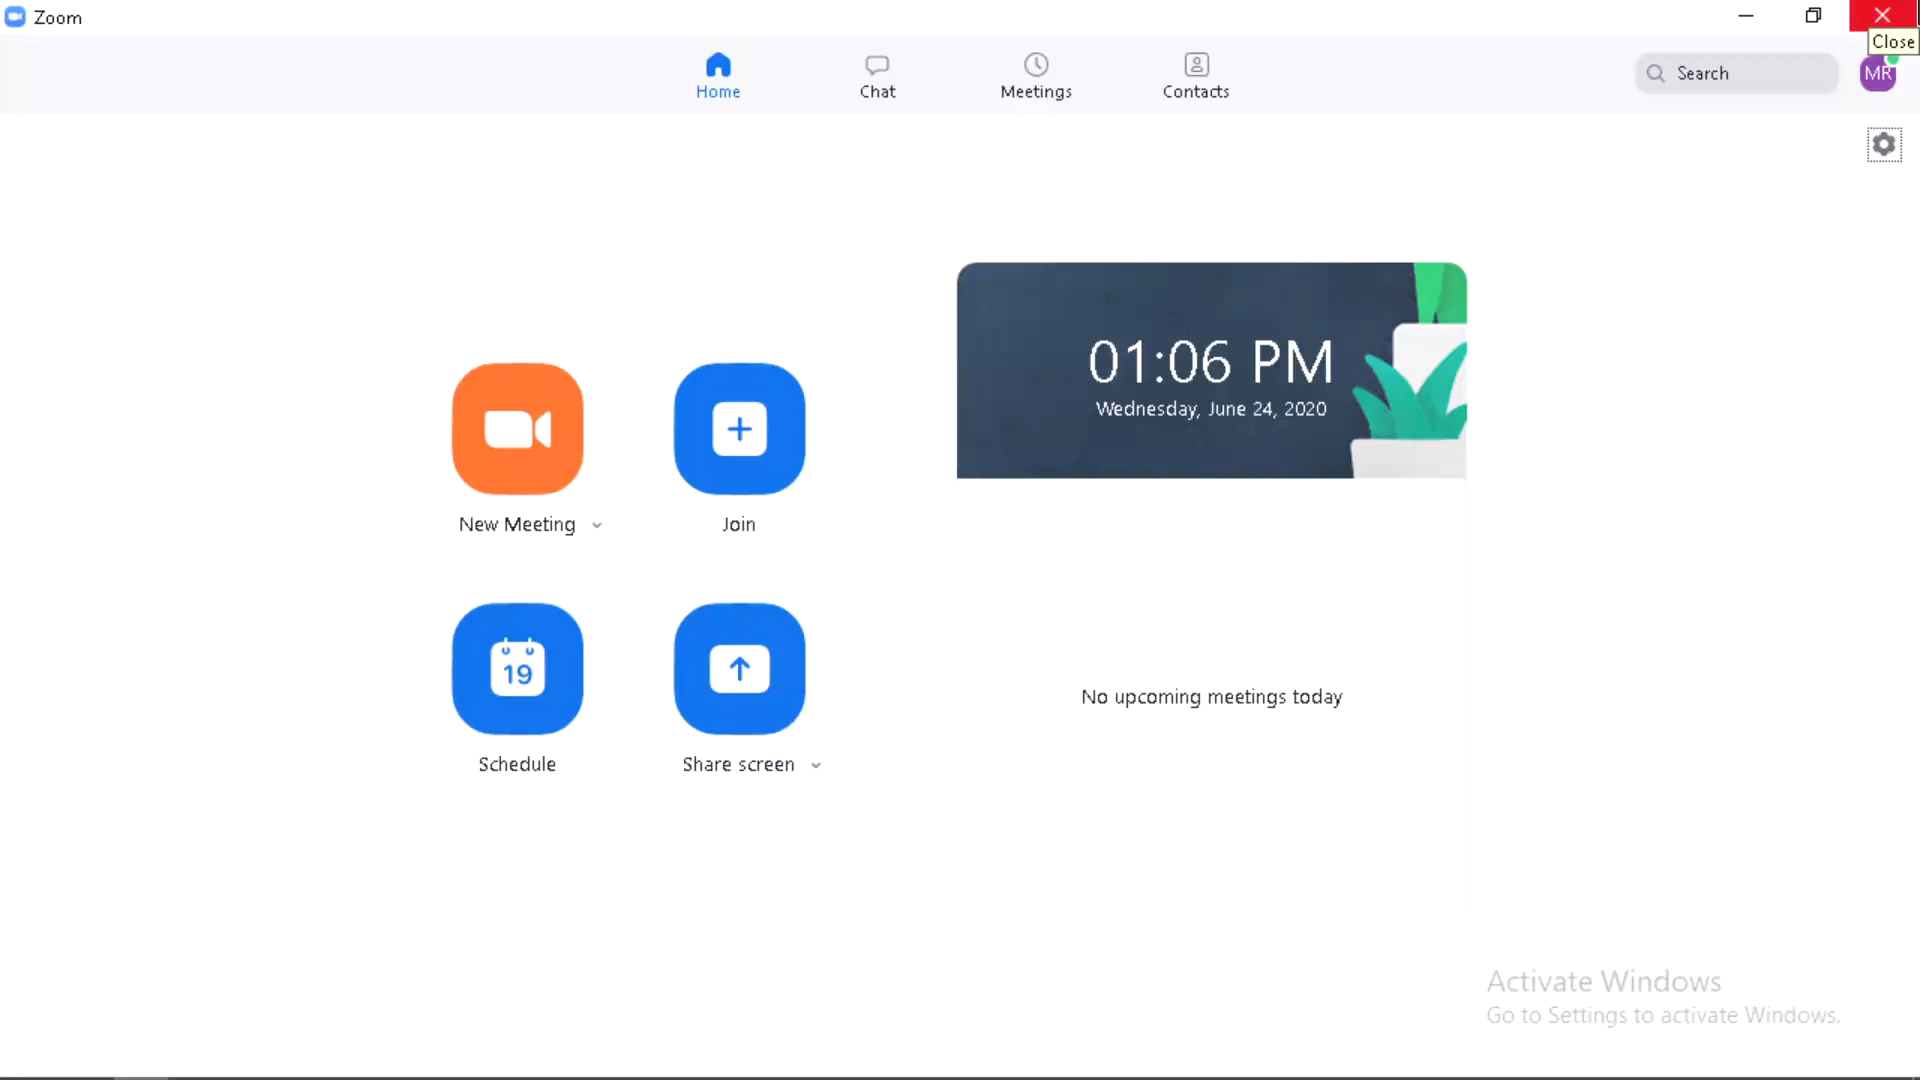 Zoom
Close
Home
Chat
Meetings
Contacts
Search
MR
01:06 PM
Wednesday, June 24, 2020
New Meeting
Join
19
Schedule
Share screen
No upcoming meetings today
Activate Windows
Go to Settings to activate Windows.